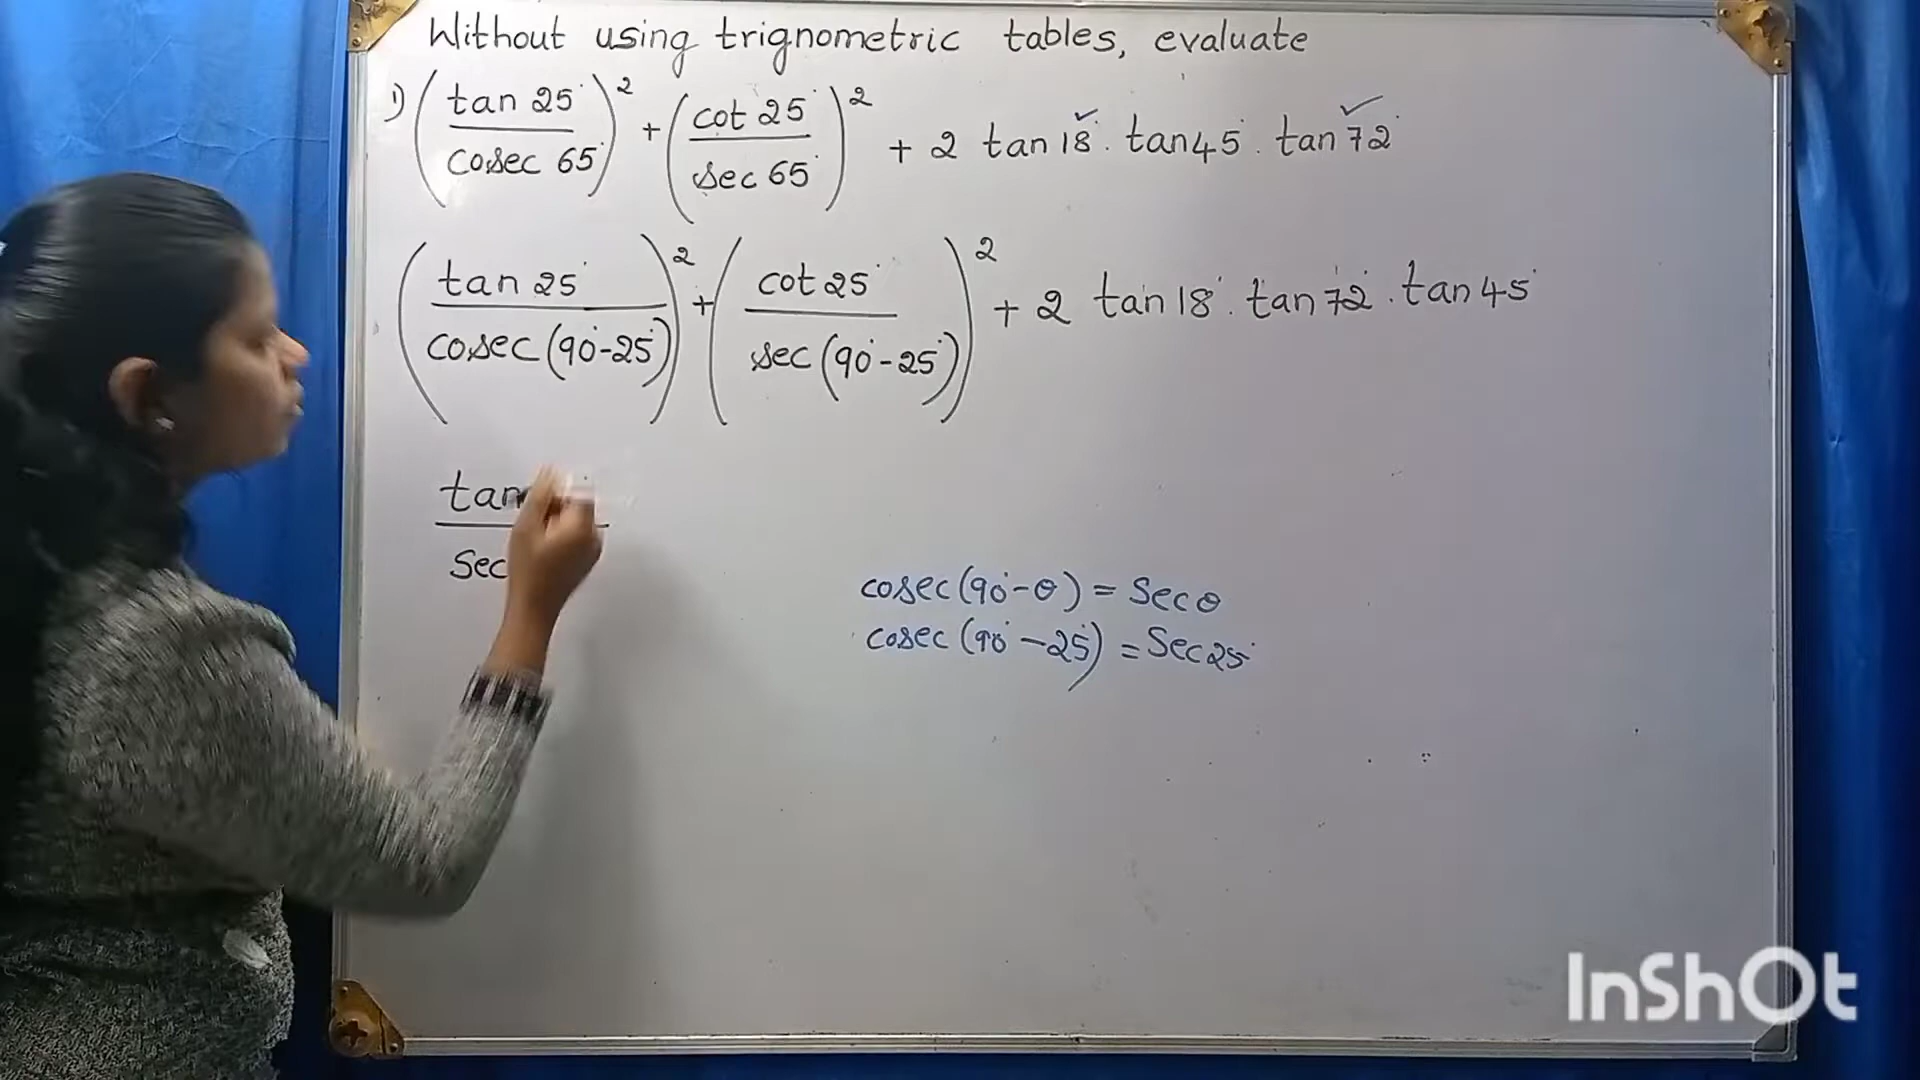 Without using trignometric tables, evaluate
1) (tan 25° / cosec 65°)² + (cot 25° / sec 65°)² + 2 tan 18°. tan 45°. tan 72°
(tan 25° / cosec (90°-25°))² + (cot 25° / sec (90°-25°))² + 2 tan 18°. tan 72°. tan 45°
tan
sec
cosec (90°-θ) = sec θ
cosec (90°-25°) = sec 25°
InShOt